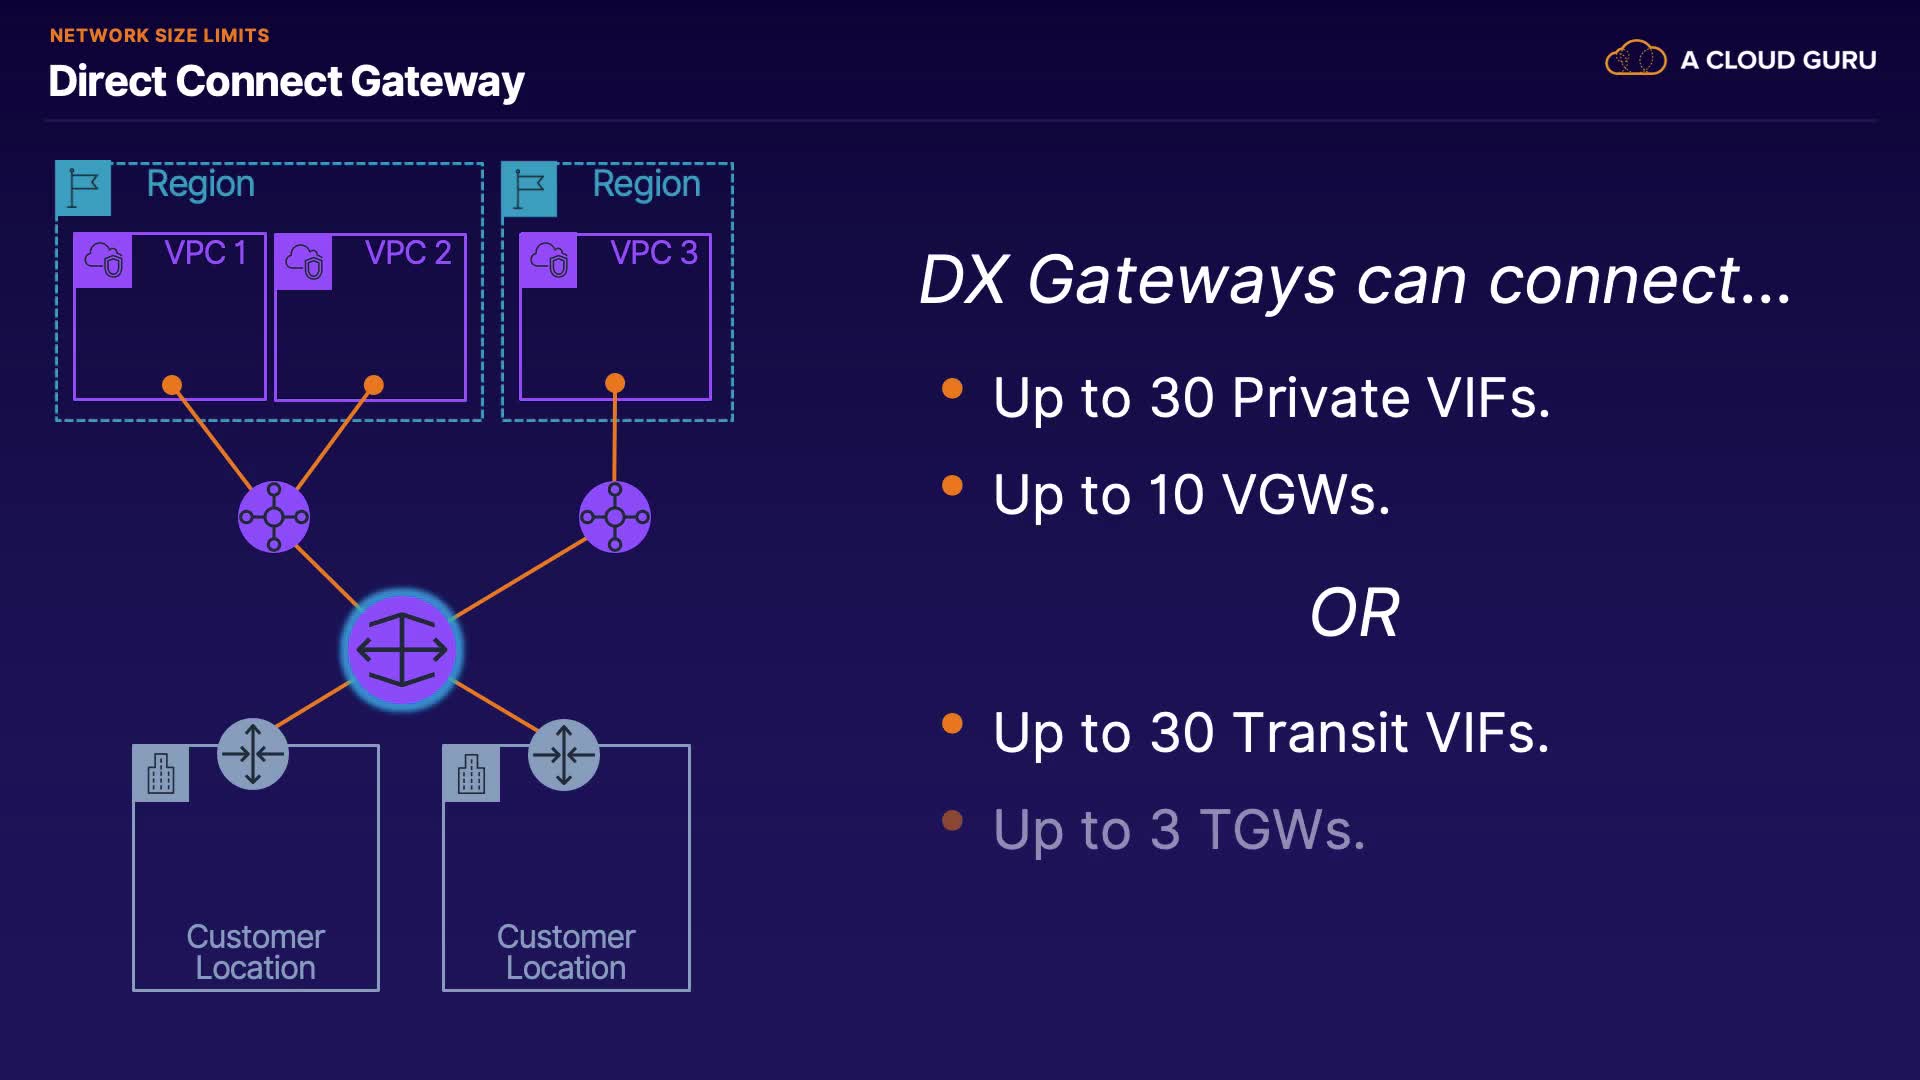 NETWORK SIZE LIMITS
Direct Connect Gateway
A CLOUD GURU
Region
Region
VPC 1
VPC 2
VPC 3
DX Gateways can connect...
Up to 30 Private VIFs.
Up to 10 VGWs.
OR
Up to 30 Transit VIFs.
Up to 3 TGWs.
Customer
Location
Customer
Location